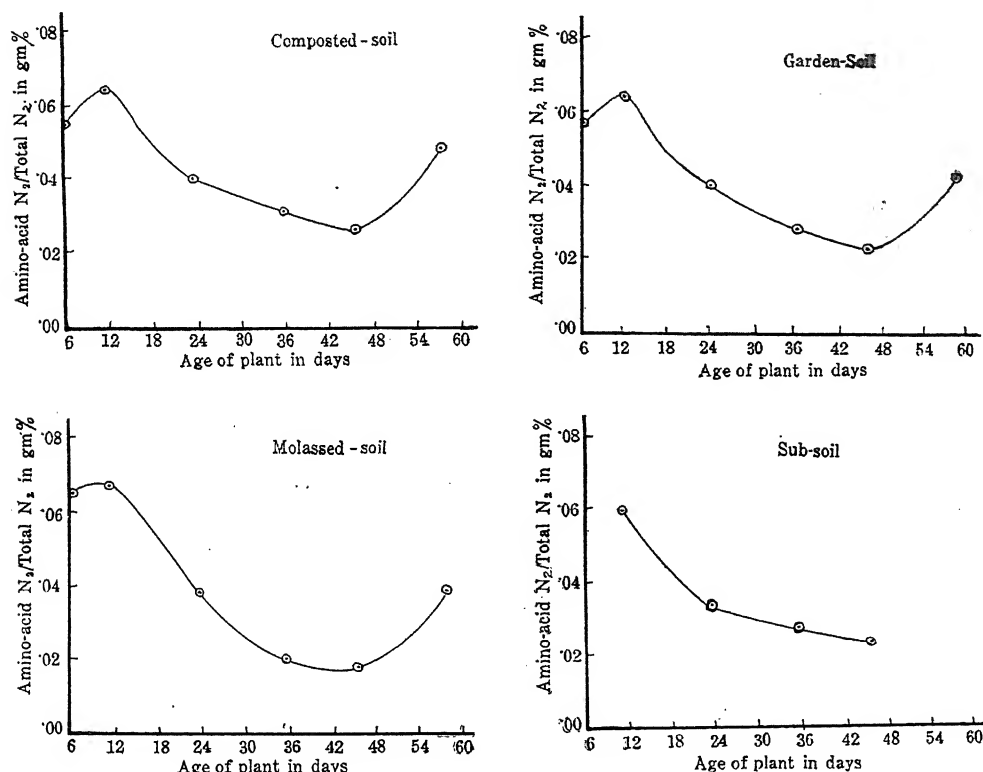 Composted-soil
Amino-acid N₂/Total N₂. in gm%
·08
·06
·04
·02
·00
6 12 18 24 30 36 42 48 54 60
Age of plant in days
Garden-Soil
Amino-acid N₂/Total N₂ in gm%
·08
·06
·04
·02
·00
6 12 18 24 30 36 42 48 54 60
Age of plant in days
Molassed-soil
Amino-acid N₂/Total N₂ in gm%
·08
·06
·04
·02
·00
6 12 18 24 30 36 42 48 54 60
Age of plant in days
Sub-soil
Amino-acid N₂/Total N₂ in gm%
·08
·06
·04
·02
·00
6 12 18 24 30 36 42 48 54 60
Age of plant in days